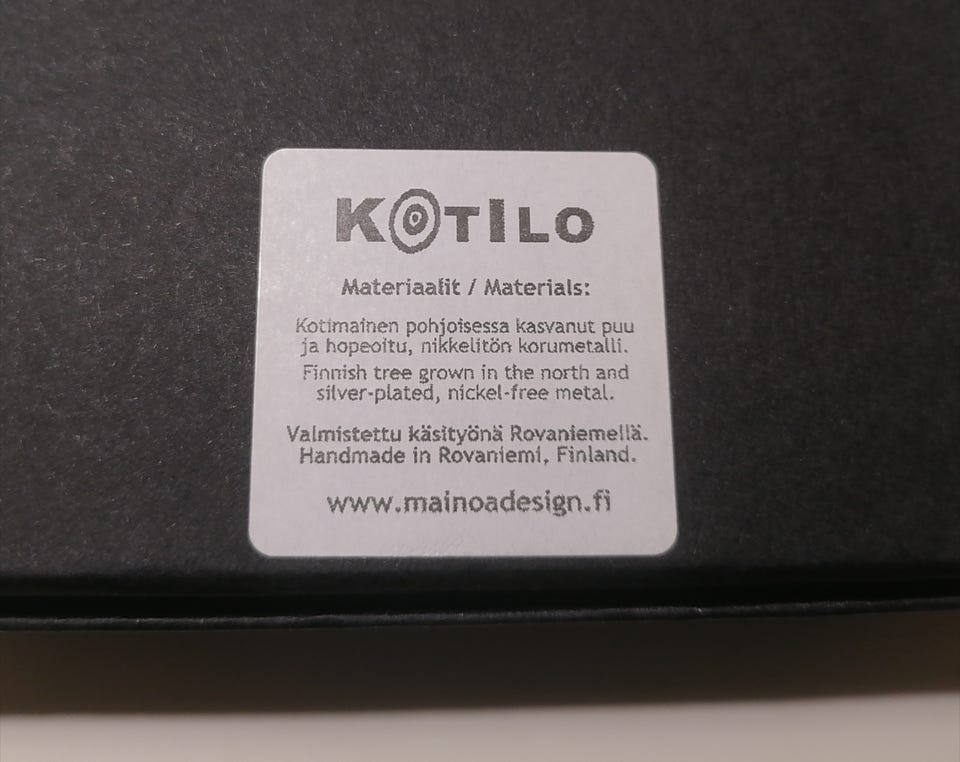 KOTILO
Materiaalit / Materials:
Kotimainen pohjoisessa kasvanut puu
ja hopeoitu, nikkelitön korumetalli.
Finnish tree grown in the north and
silver-plated, nickel-free metal.
Valmistettu käsityönä Rovaniemellä.
Handmade in Rovaniemi, Finland.
www.mainoadesign.fi